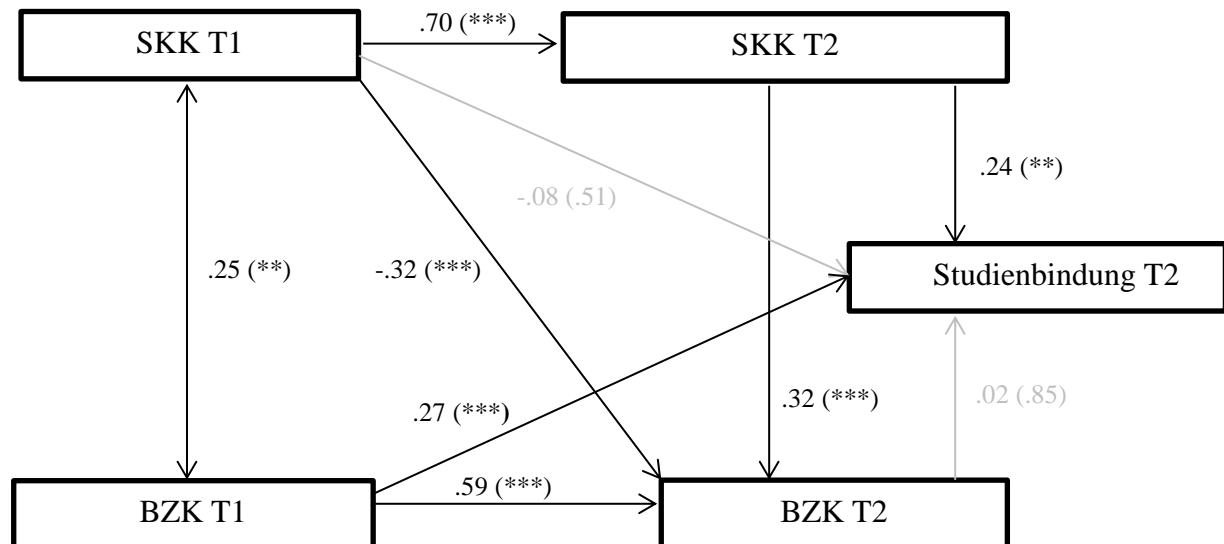 .70 (***)
SKK T1
SKK T2
.24 (**)
-.08 (.51)
.25 (**)
-.32 (***)
Studienbindung T2
.27 (***)
.32 (***)
.02 (.85)
.59 (***)
BZK T1
BZK T2